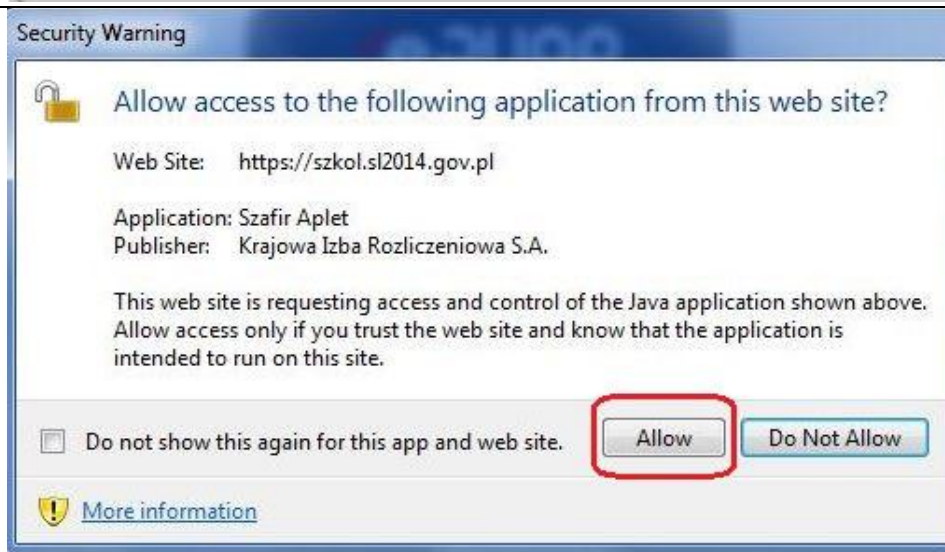 Security Warning
Allow access to the following application from this web site?
Web Site: https://szkol.sl2014.gov.pl
Application: Szafir Aplet
Publisher: Krajowa Izba Rozliczeniowa S.A.
This web site is requesting access and control of the Java application shown above.
Allow access only if you trust the web site and know that the application is
intended to run on this site.
Do not show this again for this app and web site.
Allow
Do Not Allow
More information